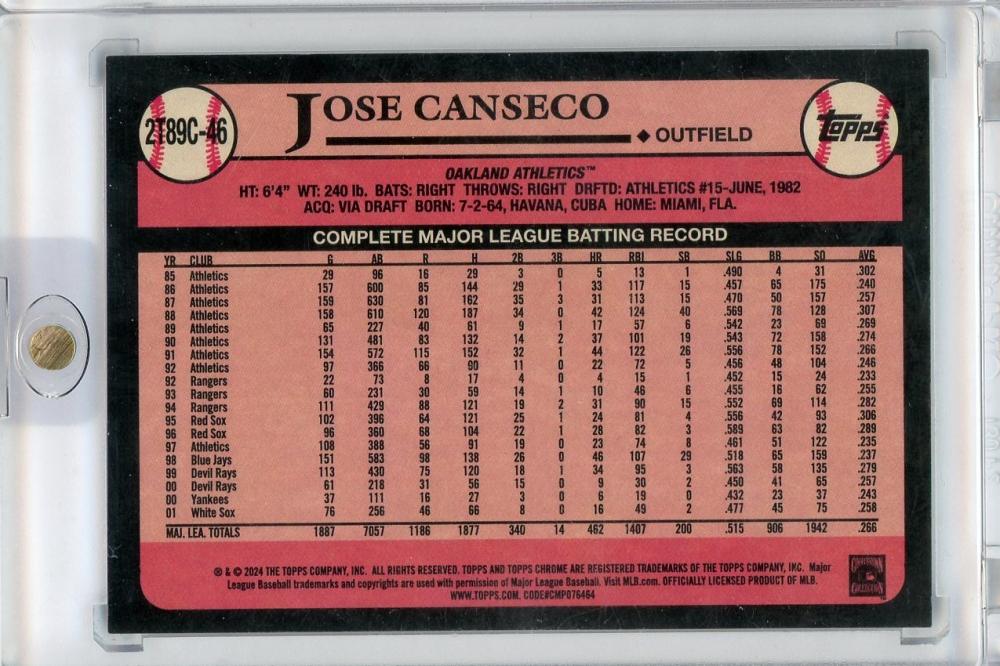 2T89C-46
JOSE CANSECO
OUTFIELD
Topps
OAKLAND ATHLETICS™
HT: 6'4" WT: 240 lb. BATS: RIGHT THROWS: RIGHT DRFTD: ATHLETICS #15-JUNE, 1982
ACQ: VIA DRAFT BORN: 7-2-64, HAVANA, CUBA HOME: MIAMI, FLA.
COMPLETE MAJOR LEAGUE BATTING RECORD
YR CLUB G AB R H 2B 3B HR RBI SB SLG BB SO AVG
85 Athletics 29 96 16 29 3 0 5 13 1 .490 4 31 .302
86 Athletics 157 600 85 144 29 1 33 117 15 .457 65 175 .240
87 Athletics 159 630 81 162 35 3 31 113 15 .470 50 157 .257
88 Athletics 158 610 120 187 34 0 42 124 40 .569 78 128 .307
89 Athletics 65 227 40 61 9 1 17 57 6 .542 23 69 .269
90 Athletics 131 481 83 132 14 2 37 101 19 .543 72 158 .274
91 Athletics 154 572 115 152 32 1 44 122 26 .556 78 152 .266
92 Athletics 97 366 66 90 11 0 22 72 5 .456 48 104 .246
92 Rangers 22 73 8 17 4 0 4 15 1 .452 15 24 .233
93 Rangers 60 231 30 59 14 1 10 46 6 .455 16 62 .255
94 Rangers 111 429 88 121 19 2 31 90 15 .552 69 114 .282
95 Red Sox 102 396 64 121 25 1 24 81 4 .556 42 93 .306
96 Red Sox 96 360 68 104 22 1 28 82 3 .589 63 82 .289
97 Athletics 108 388 56 91 19 0 23 74 8 .461 51 122 .235
98 Blue Jays 151 583 98 138 26 0 46 107 29 .518 65 159 .237
99 Devil Rays 113 430 75 120 18 1 34 95 3 .563 58 135 .279
00 Devil Rays 61 218 31 56 15 0 9 30 2 .450 41 65 .257
00 Yankees 37 111 16 27 3 0 6 19 0 .432 23 37 .243
01 White Sox 76 256 46 66 8 0 16 49 2 .477 45 75 .258
MAJ. LEA. TOTALS 1887 7057 1186 1877 340 14 462 1407 200 .515 906 1942 .266
® & © 2024 THE TOPPS COMPANY, INC. ALL RIGHTS RESERVED. TOPPS AND TOPPS CHROME ARE REGISTERED TRADEMARKS OF THE TOPPS COMPANY, INC. Major
League Baseball trademarks and copyrights are used with permission of Major League Baseball. Visit MLB.com. OFFICIALLY LICENSED PRODUCT OF MLB.
WWW.TOPPS.COM. CODE#CMP076464
COOPERSTOWN
COLLECTION